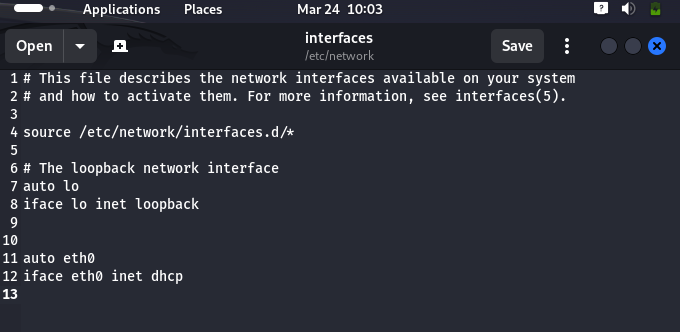 Applications Places Mar 24 10:03
Open interfaces Save
/etc/network
1 # This file describes the network interfaces available on your system
2 # and how to activate them. For more information, see interfaces(5).
3
4 source /etc/network/interfaces.d/*
5
6 # The loopback network interface
7 auto lo
8 iface lo inet loopback
9
10
11 auto eth0
12 iface eth0 inet dhcp
13